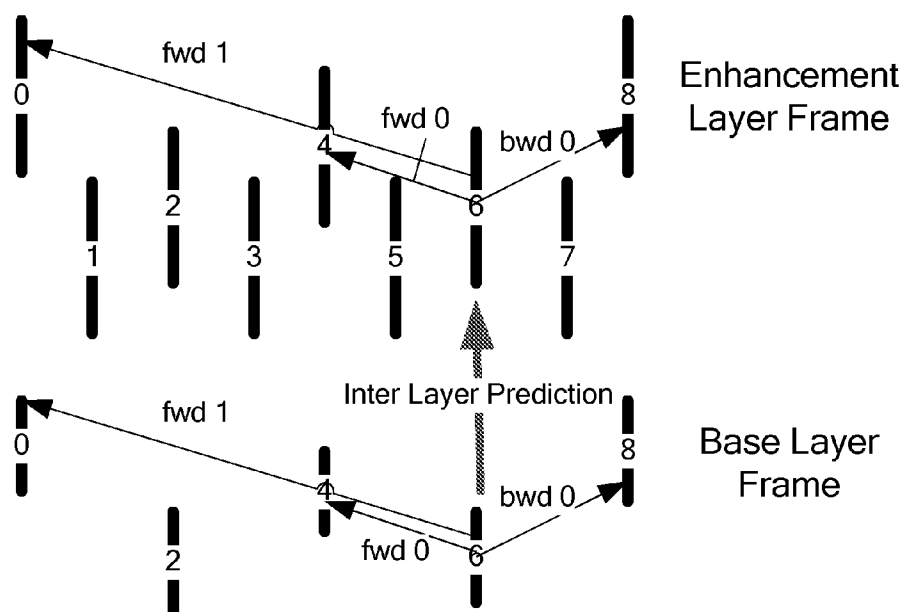 fwd 1
0
8
Enhancement
Layer Frame
4
fwd 0
bwd 0
2
6
1
3
5
7
Inter Layer Prediction
fwd 1
0
8
Base Layer
Frame
4
bwd 0
fwd 0
2
6